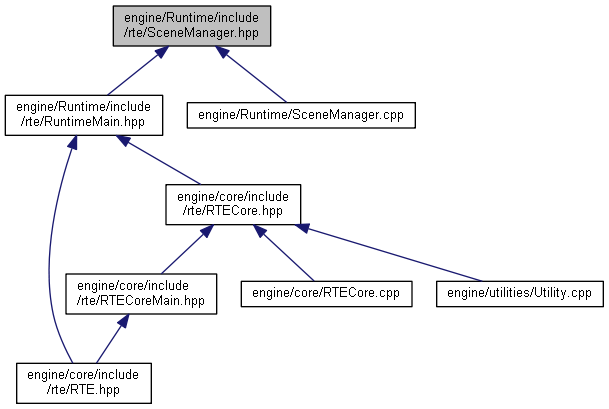 engine/Runtime/include
/rte/SceneManager.hpp
engine/Runtime/include
/rte/RuntimeMain.hpp
engine/Runtime/SceneManager.cpp
engine/core/include
/rte/RTECore.hpp
engine/core/include
/rte/RTECoreMain.hpp
engine/core/RTECore.cpp
engine/utilities/Utility.cpp
engine/core/include
/rte/RTE.hpp